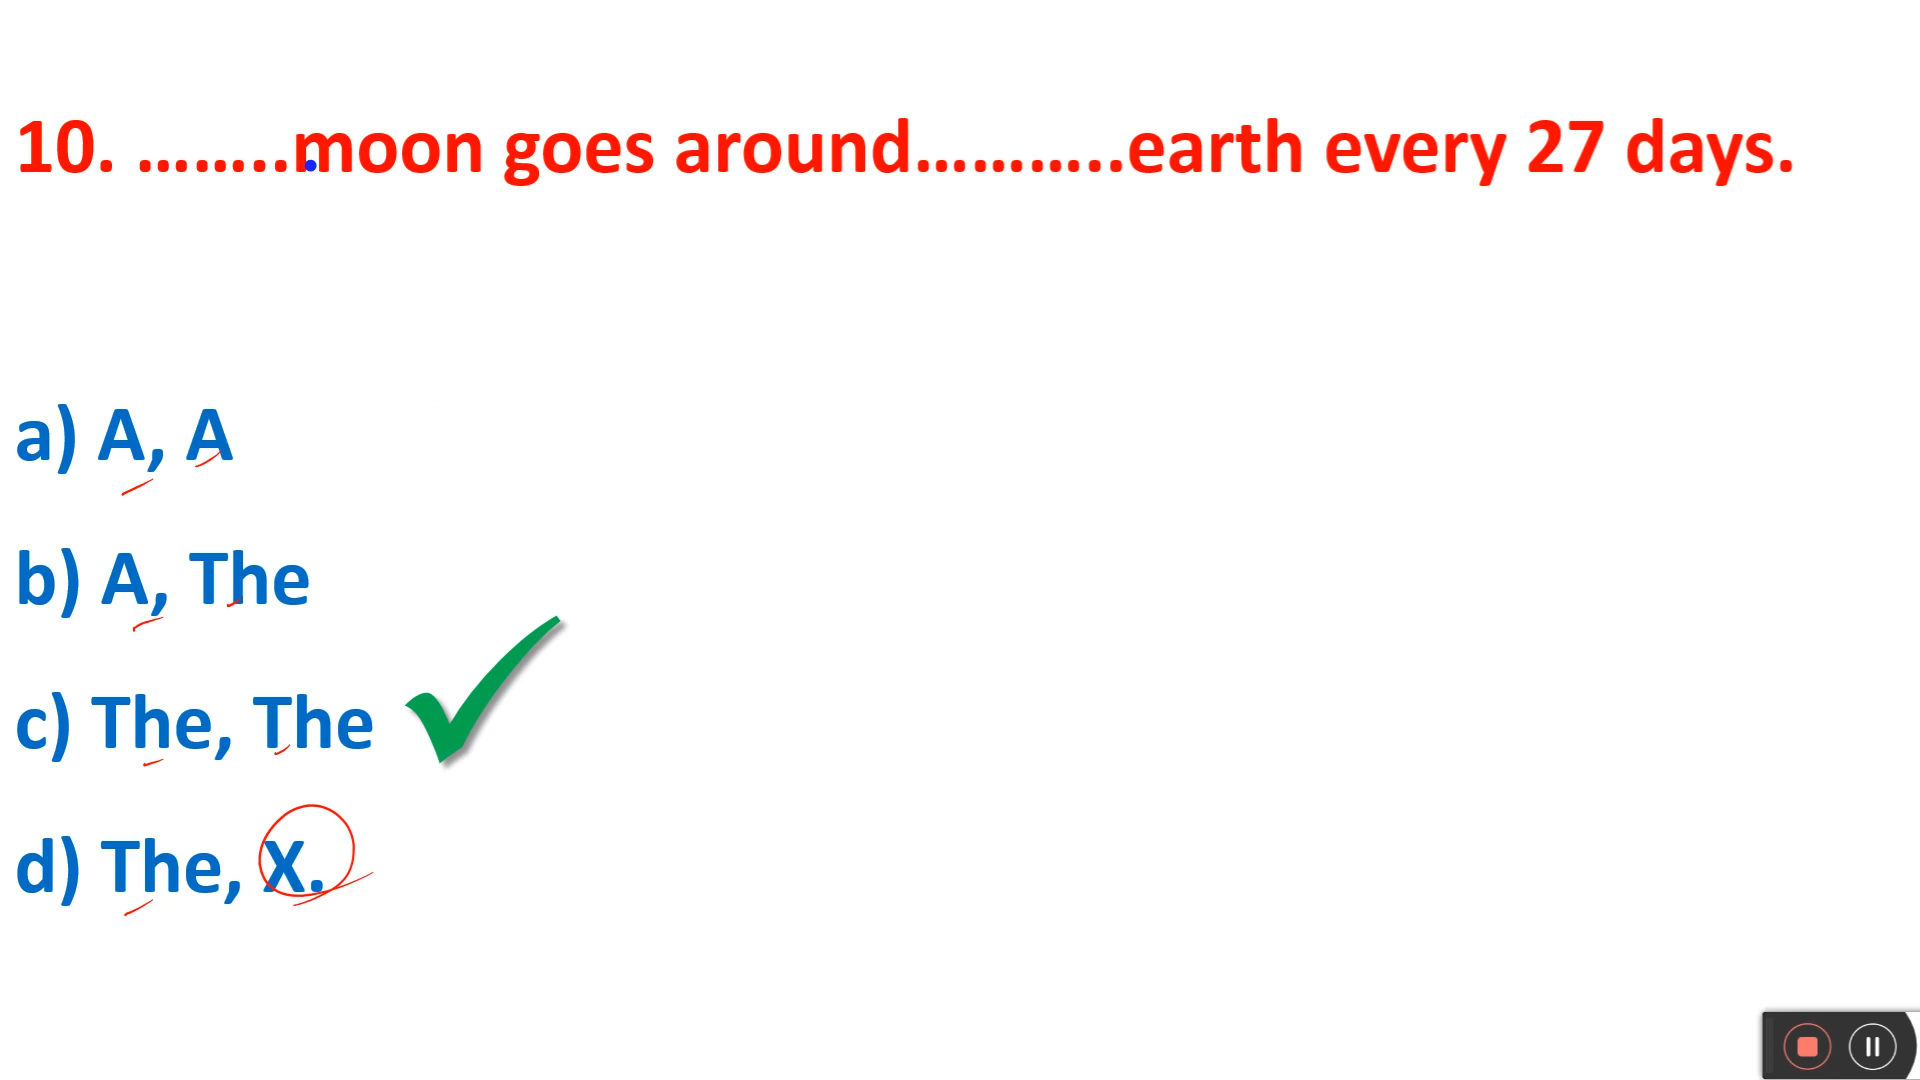 10. ……..moon goes around………..earth every 27 days.
a) A, A
b) A, The
c) The, The
d) The, X.